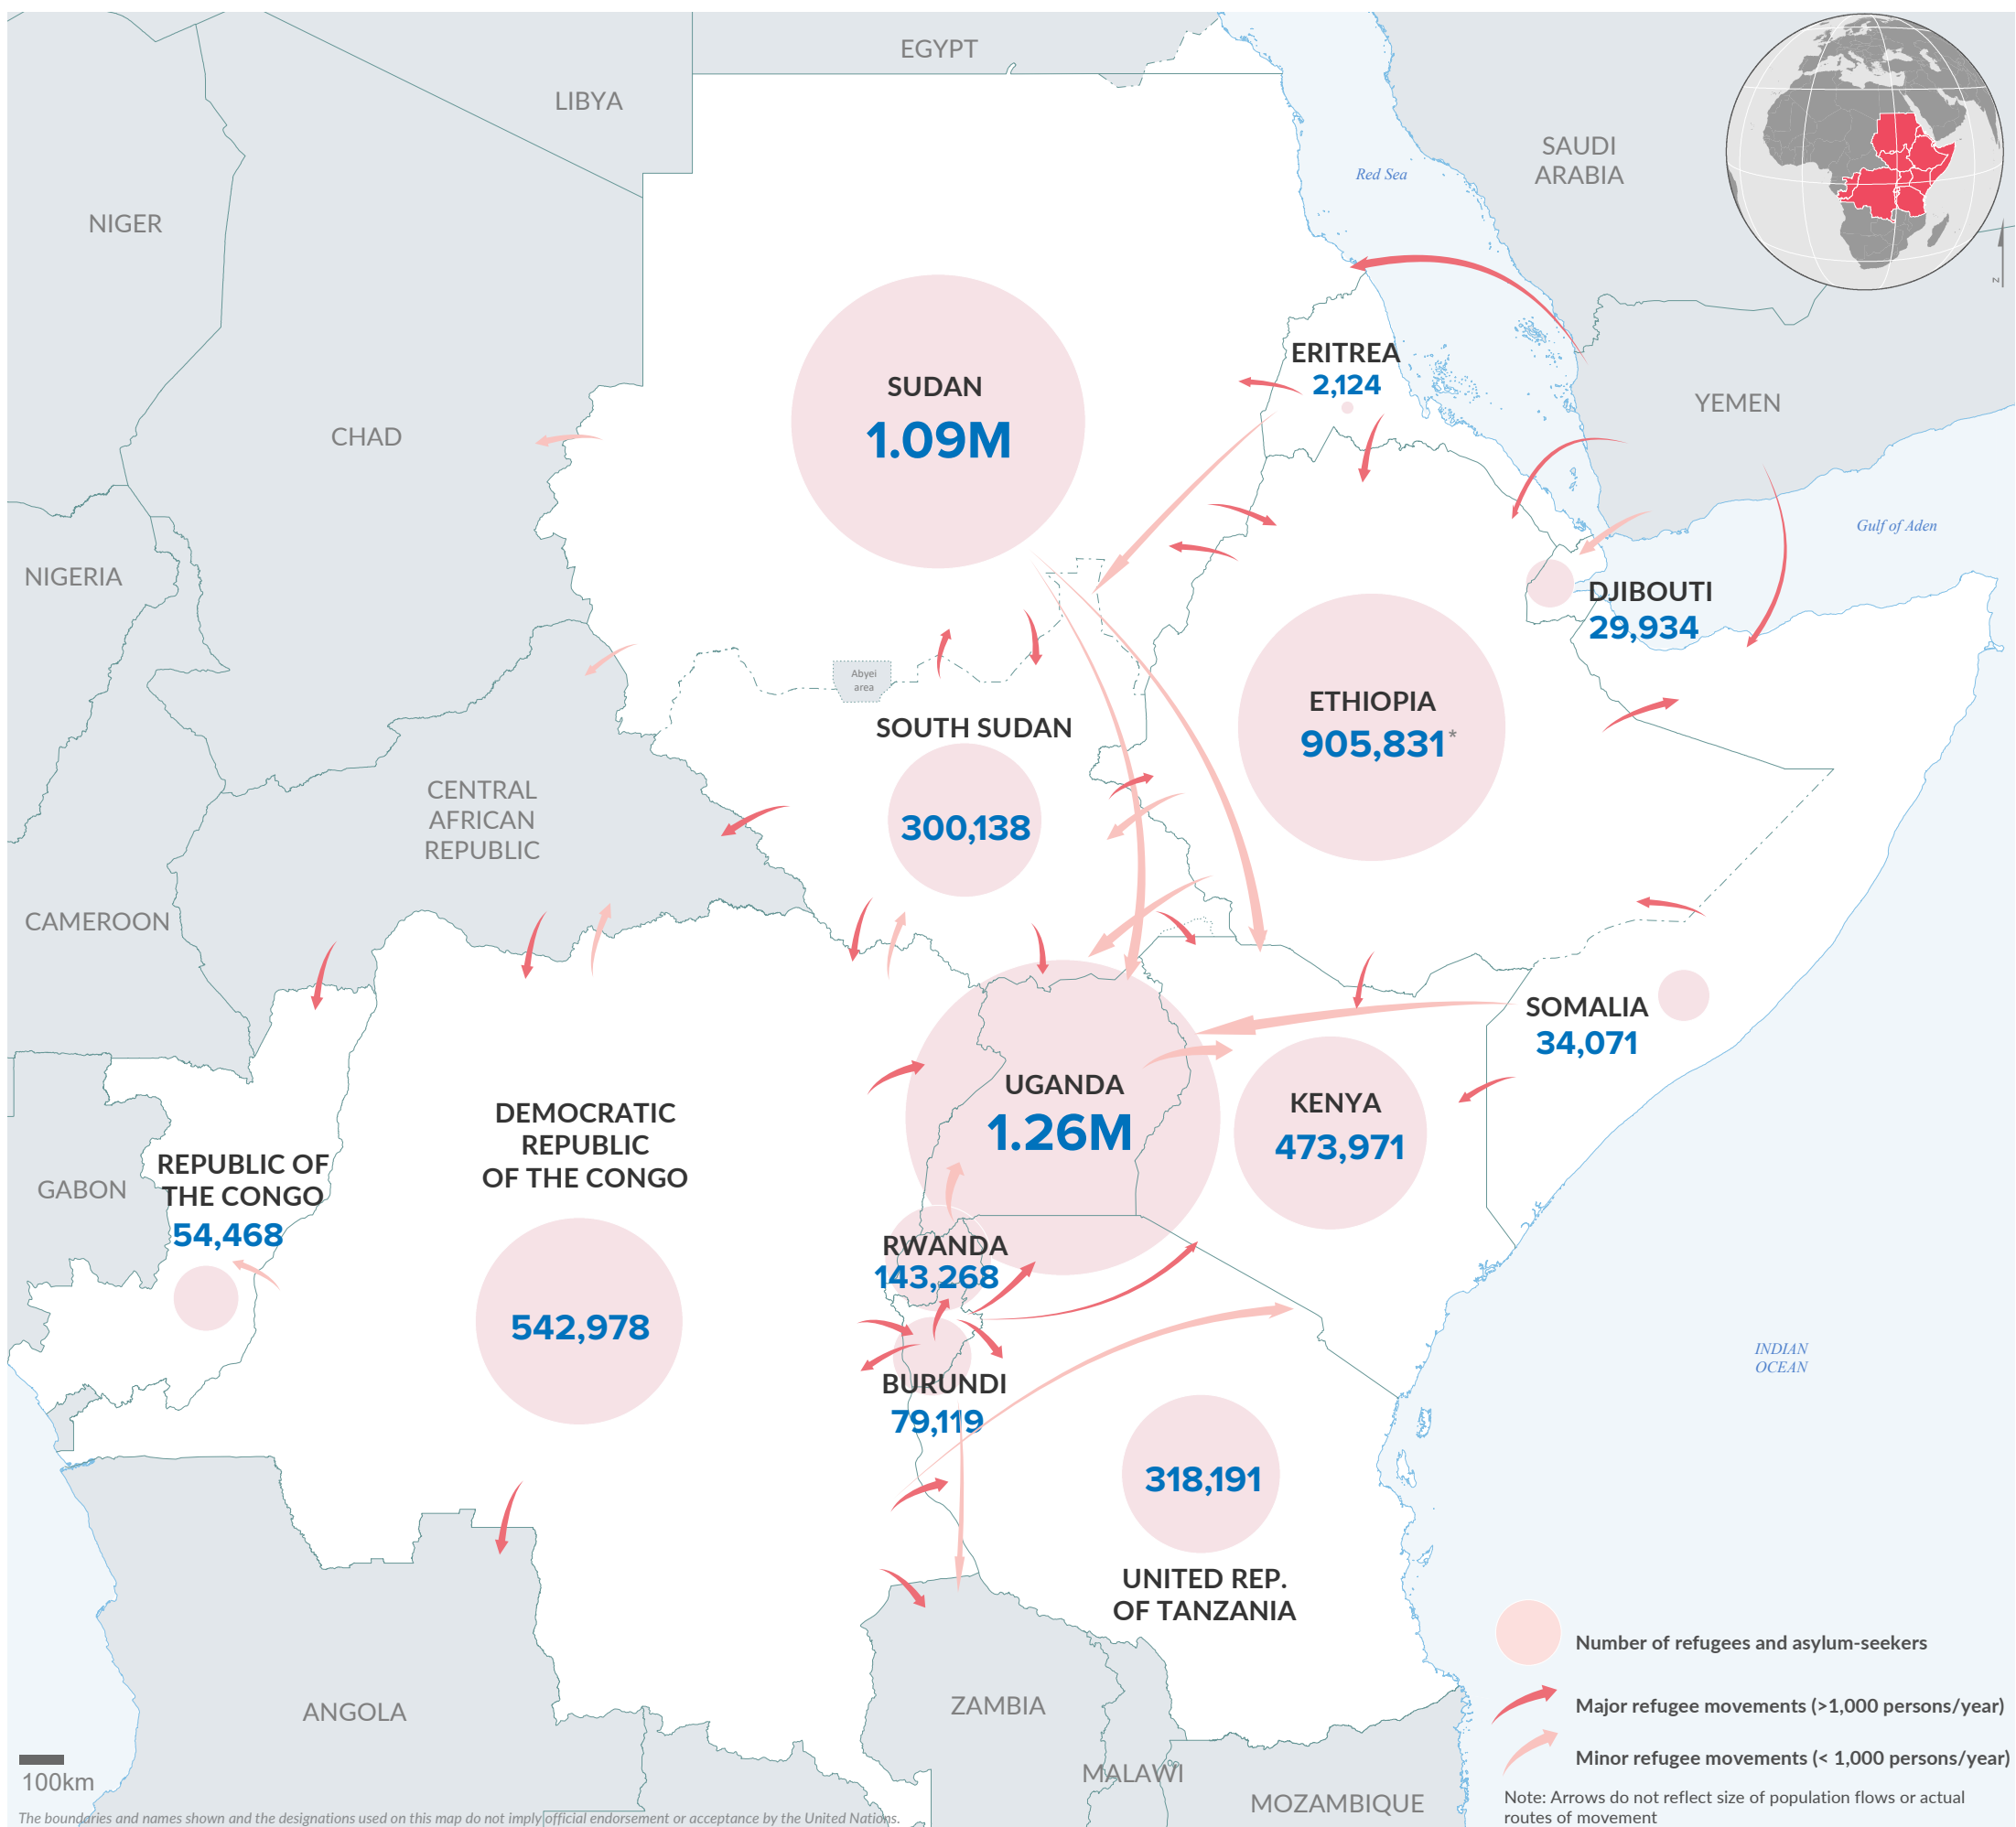 EGYPT
LIBYA
SAUDI
ARABIA
Red Sea
NIGER
N
ERITREA
2,124
SUDAN
1.09M
YEMEN
CHAD
Gulf of Aden
NIGERIA
DJIBOUTI
29,934
Abyei
area
ETHIOPIA
905,831*
SOUTH SUDAN
300,138
CENTRAL
AFRICAN
REPUBLIC
CAMEROON
SOMALIA
34,071
UGANDA
1.26M
KENYA
473,971
DEMOCRATIC
REPUBLIC
OF THE CONGO
542,978
REPUBLIC OF
THE CONGO
54,468
GABON
RWANDA
143,268
BURUNDI
79,119
INDIAN
OCEAN
318,191
UNITED REP.
OF TANZANIA
ANGOLA
ZAMBIA
MALAWI
MOZAMBIQUE
Number of refugees and asylum-seekers
Major refugee movements (>1,000 persons/year)
Minor refugee movements (< 1,000 persons/year)
Note: Arrows do not reflect size of population flows or actual
routes of movement
100km
The boundaries and names shown and the designations used on this map do not imply official endorsement or acceptance by the United Nations.